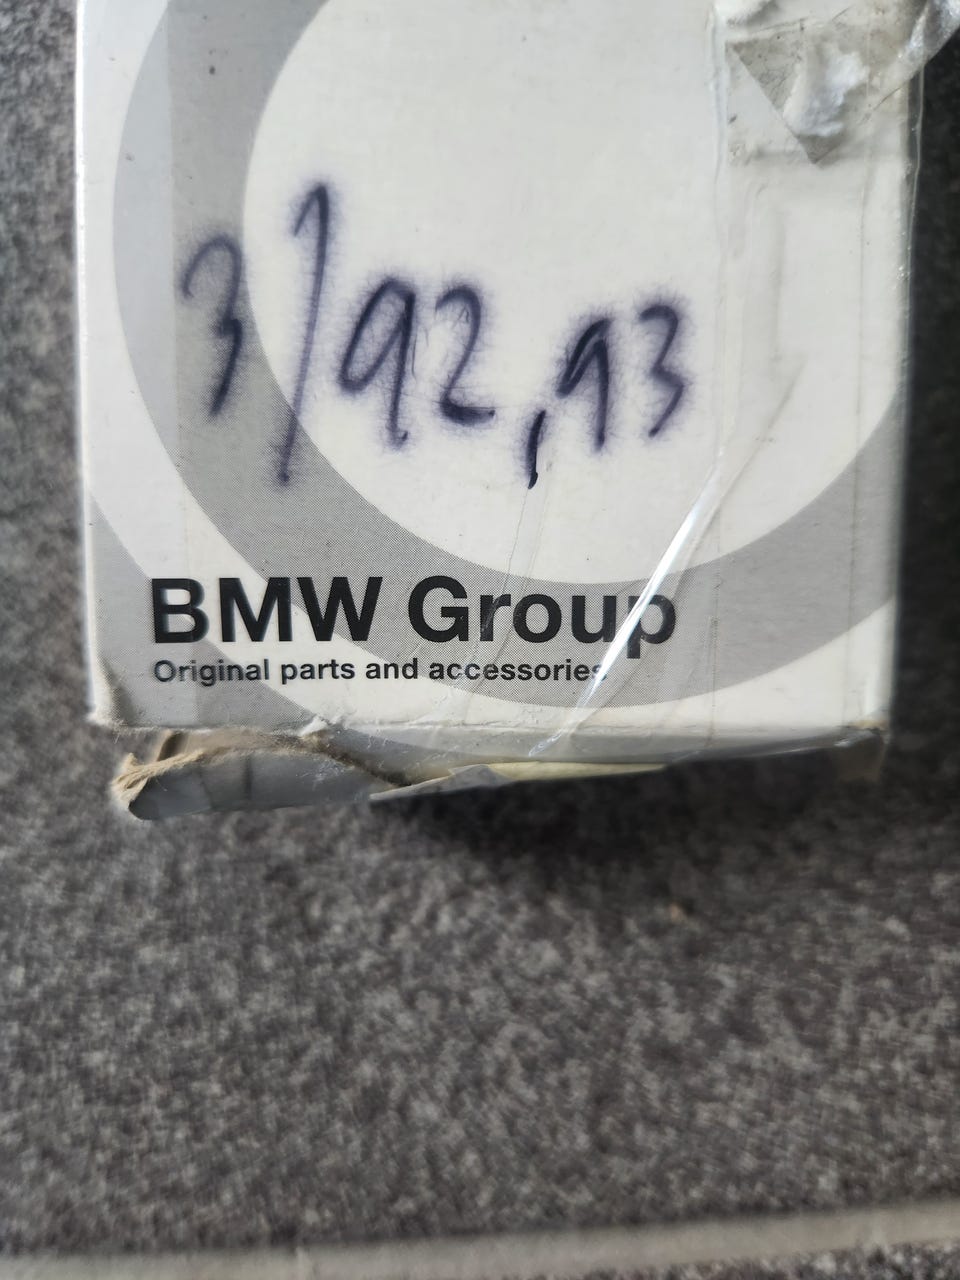 3/92,93
BMW Group
Original parts and accessories